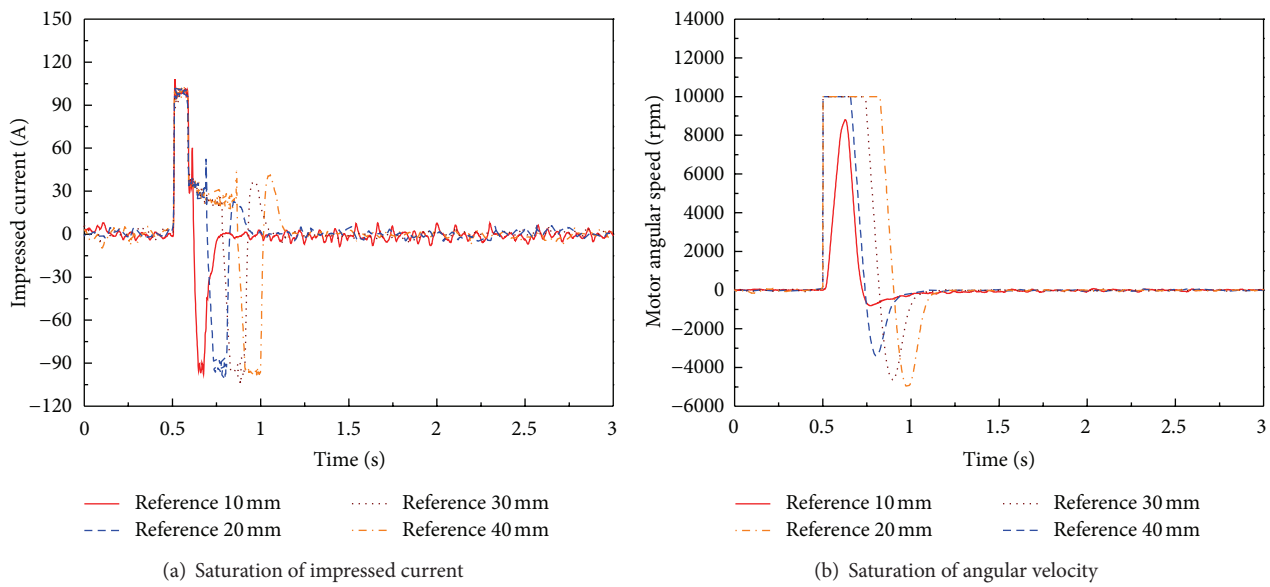 150
120
90
60
30
0
−30
−60
−90
−120
Impressed current (A)
0 0.5 1 1.5 2 2.5 3
Time (s)
Reference 10 mm
Reference 20 mm
Reference 30 mm
Reference 40 mm
(a) Saturation of impressed current
14000
12000
10000
8000
6000
4000
2000
0
−2000
−4000
−6000
Motor angular speed (rpm)
0 0.5 1 1.5 2 2.5 3
Time (s)
Reference 10 mm
Reference 20 mm
Reference 30 mm
Reference 40 mm
(b) Saturation of angular velocity